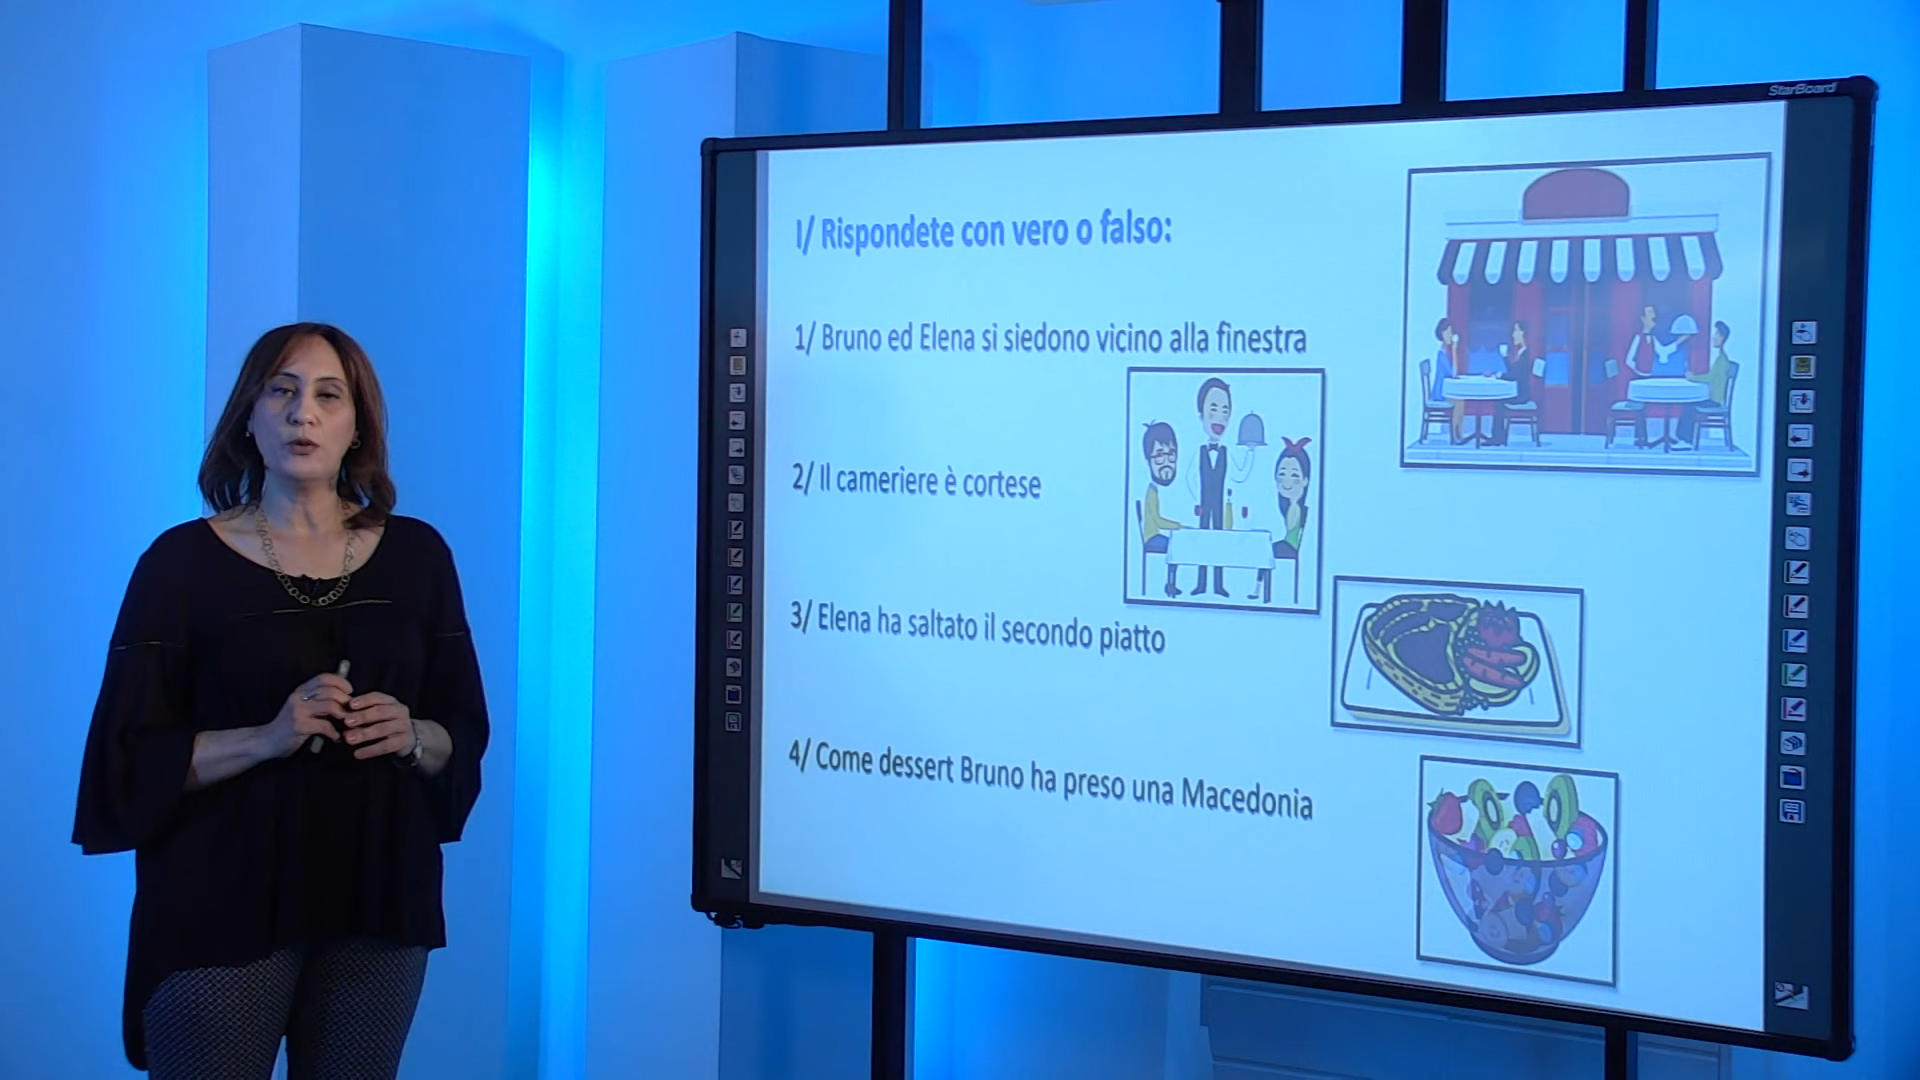 StarBoard
I/ Rispondete con vero o falso:
1/ Bruno ed Elena si siedono vicino alla finestra
2/ Il cameriere è cortese
3/ Elena ha saltato il secondo piatto
4/ Come dessert Bruno ha preso una Macedonia